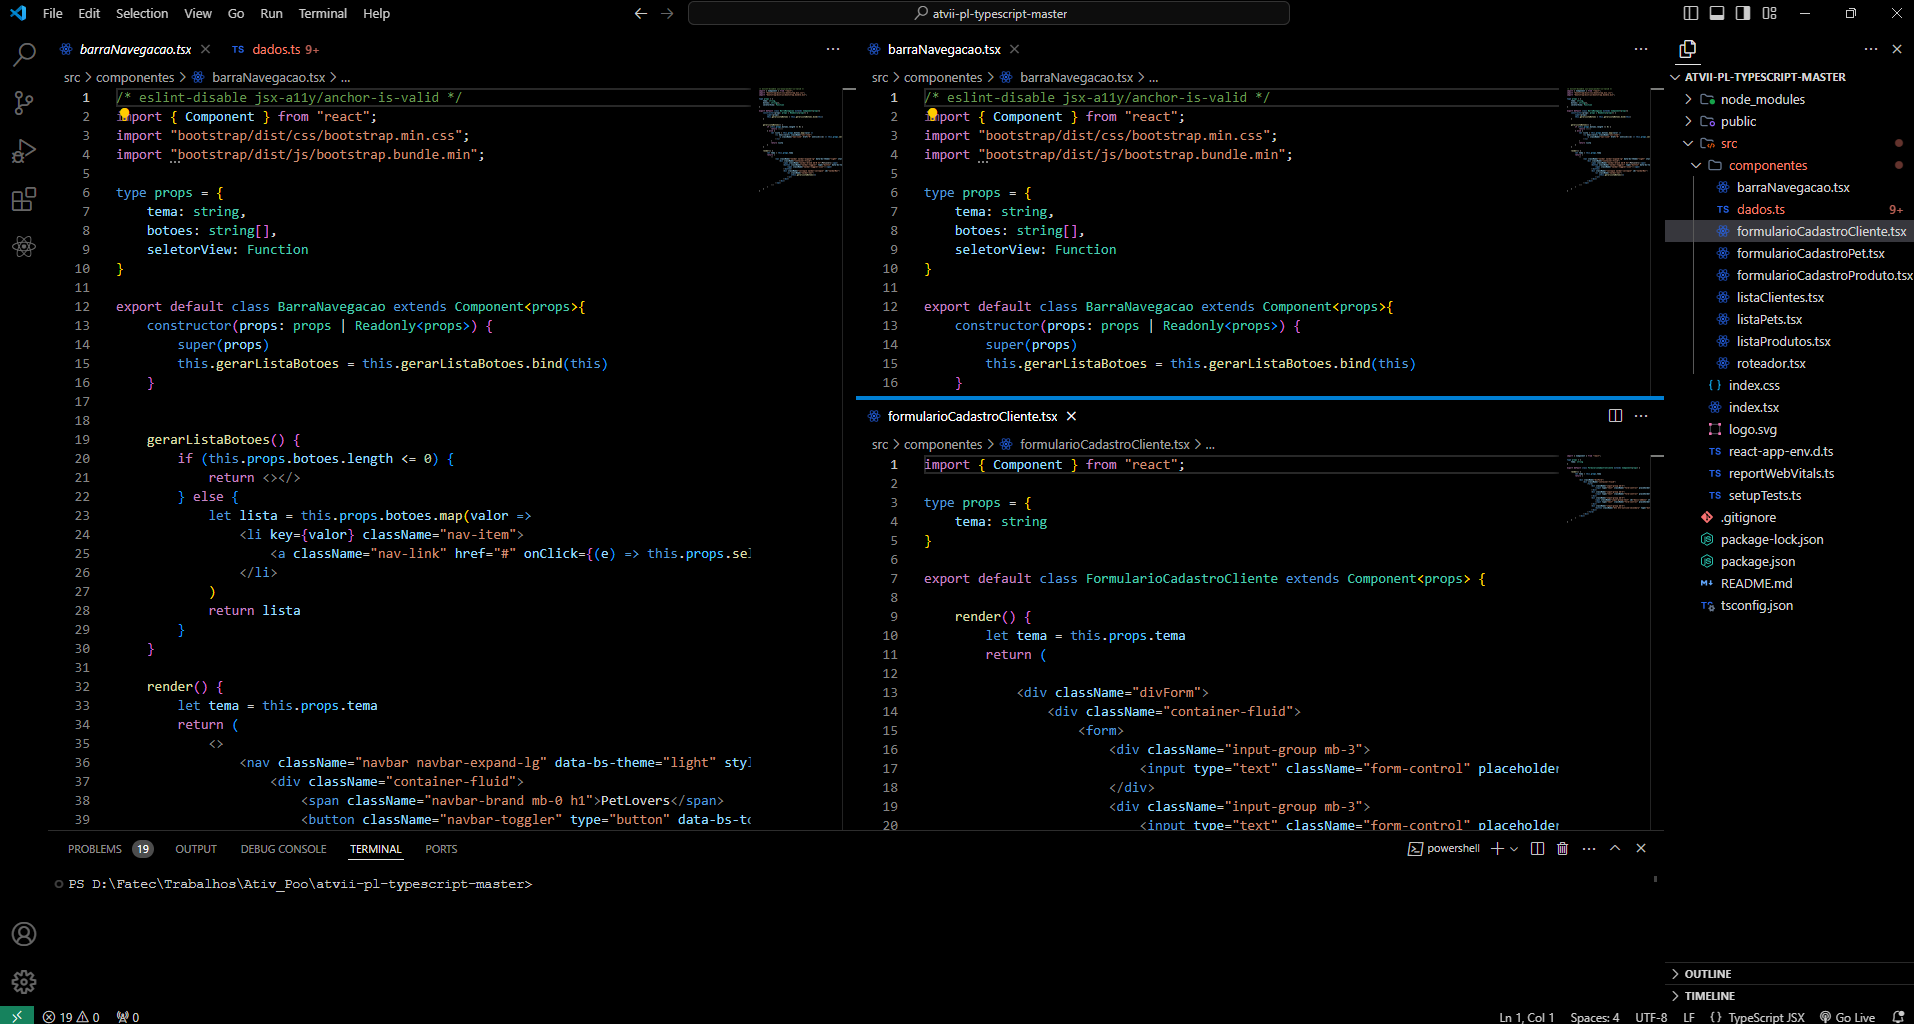 File Edit Selection View Go Run Terminal Help
atvii-pl-typescript-master
barraNavegacao.tsx
TS dados.ts 9+
src > componentes > barraNavegacao.tsx > ...
1 /* eslint-disable jsx-a11y/anchor-is-valid */
2 import { Component } from "react";
3 import "bootstrap/dist/css/bootstrap.min.css";
4 import "bootstrap/dist/js/bootstrap.bundle.min";
5
6 type props = {
7 tema: string,
8 botoes: string[],
9 seletorView: Function
10 }
11
12 export default class BarraNavegacao extends Component<props>{
13 constructor(props: props | Readonly<props>) {
14 super(props)
15 this.gerarListaBotoes = this.gerarListaBotoes.bind(this)
16 }
17
18
19 gerarListaBotoes() {
20 if (this.props.botoes.length <= 0) {
21 return <></>
22 } else {
23 let lista = this.props.botoes.map(valor =>
24 <li key={valor} className="nav-item">
25 <a className="nav-link" href="#" onClick={(e) => this.props.sel
26 </li>
27 )
28 return lista
29 }
30 }
31
32 render() {
33 let tema = this.props.tema
34 return (
35 <>
36 <nav className="navbar navbar-expand-lg" data-bs-theme="light" styl
37 <div className="container-fluid">
38 <span className="navbar-brand mb-0 h1">PetLovers</span>
39 <button className="navbar-toggler" type="button" data-bs-to
barraNavegacao.tsx
src > componentes > barraNavegacao.tsx > ...
1 /* eslint-disable jsx-a11y/anchor-is-valid */
2 import { Component } from "react";
3 import "bootstrap/dist/css/bootstrap.min.css";
4 import "bootstrap/dist/js/bootstrap.bundle.min";
5
6 type props = {
7 tema: string,
8 botoes: string[],
9 seletorView: Function
10 }
11
12 export default class BarraNavegacao extends Component<props>{
13 constructor(props: props | Readonly<props>) {
14 super(props)
15 this.gerarListaBotoes = this.gerarListaBotoes.bind(this)
16 }
formularioCadastroCliente.tsx
src > componentes > formularioCadastroCliente.tsx > ...
1 import { Component } from "react";
2
3 type props = {
4 tema: string
5 }
6
7 export default class FormularioCadastroCliente extends Component<props> {
8
9 render() {
10 let tema = this.props.tema
11 return (
12
13 <div className="divForm">
14 <div className="container-fluid">
15 <form>
16 <div className="input-group mb-3">
17 <input type="text" className="form-control" placeholder
18 </div>
19 <div className="input-group mb-3">
20 <input type="text" className="form-control" placeholder
ATVII-PL-TYPESCRIPT-MASTER
node_modules
public
src
componentes
barraNavegacao.tsx
TS dados.ts 9+
formularioCadastroCliente.tsx
formularioCadastroPet.tsx
formularioCadastroProduto.tsx
listaClientes.tsx
listaPets.tsx
listaProdutos.tsx
roteador.tsx
{ } index.css
index.tsx
logo.svg
TS react-app-env.d.ts
TS reportWebVitals.ts
TS setupTests.ts
.gitignore
package-lock.json
package.json
README.md
TS tsconfig.json
OUTLINE
TIMELINE
PROBLEMS 19 OUTPUT DEBUG CONSOLE TERMINAL PORTS
powershell
PS D:\Fatec\Trabalhos\Ativ_Poo\atvii-pl-typescript-master>
19 0 0
Ln 1, Col 1 Spaces: 4 UTF-8 LF { } TypeScript JSX Go Live